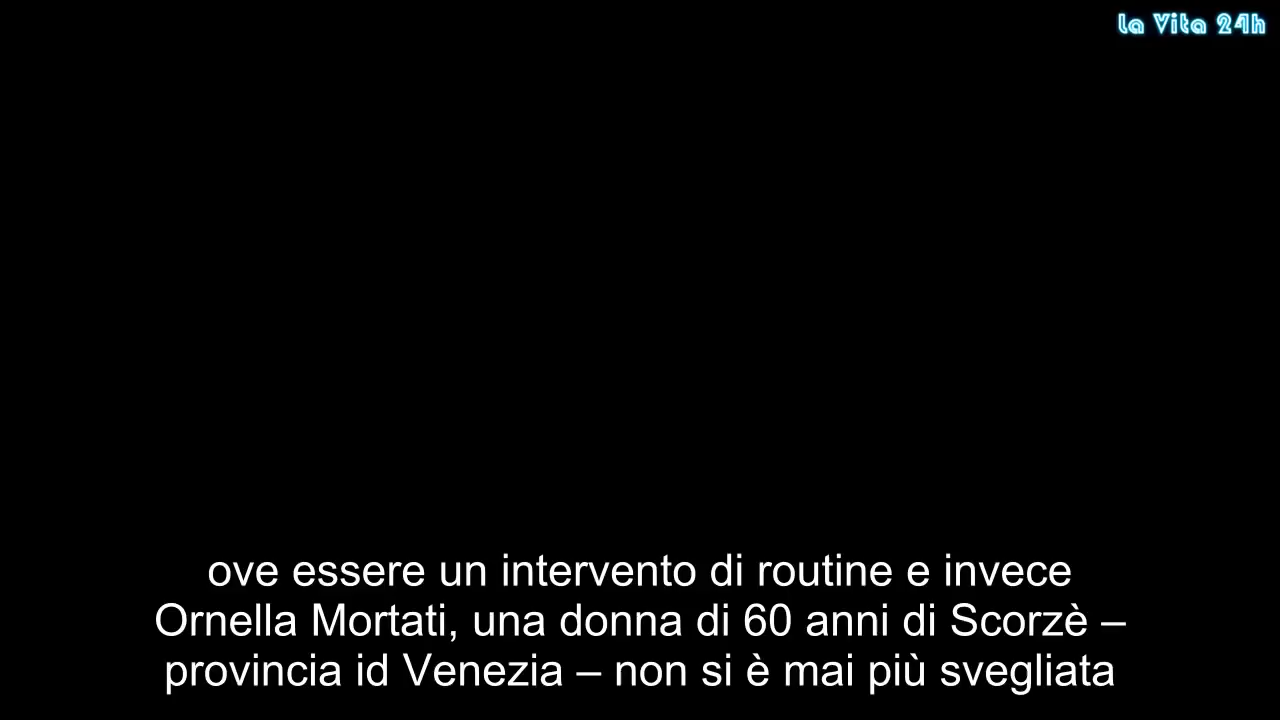 La Vita 24h
ove essere un intervento di routine e invece
Ornella Mortati, una donna di 60 anni di Scorzè –
provincia id Venezia – non si è mai più svegliata